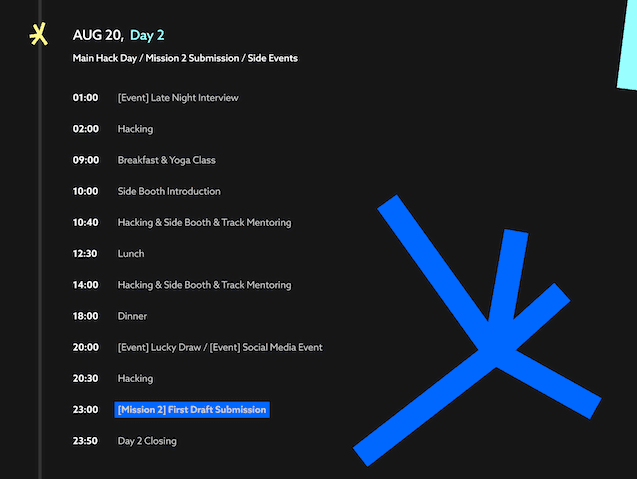 AUG 20, Day 2
Main Hack Day / Mission 2 Submission / Side Events
01:00 [Event] Late Night Interview
02:00 Hacking
09:00 Breakfast & Yoga Class
10:00 Side Booth Introduction
10:40 Hacking & Side Booth & Track Mentoring
12:30 Lunch
14:00 Hacking & Side Booth & Track Mentoring
18:00 Dinner
20:00 [Event] Lucky Draw / [Event] Social Media Event
20:30 Hacking
23:00 [Mission 2] First Draft Submission
23:50 Day 2 Closing